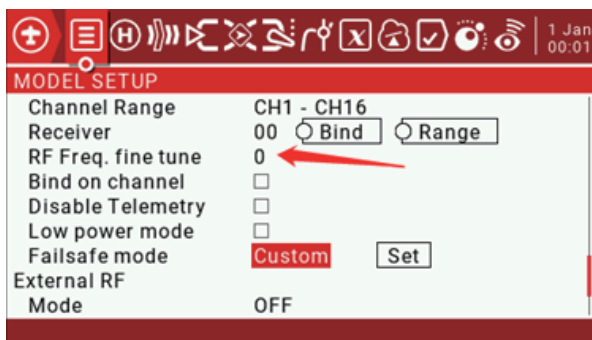 1 Jan
00:01
MODEL SETUP
Channel Range CH1 - CH16
Receiver 00 Bind Range
RF Freq. fine tune 0
Bind on channel
Disable Telemetry
Low power mode
Failsafe mode Custom Set
External RF
Mode OFF